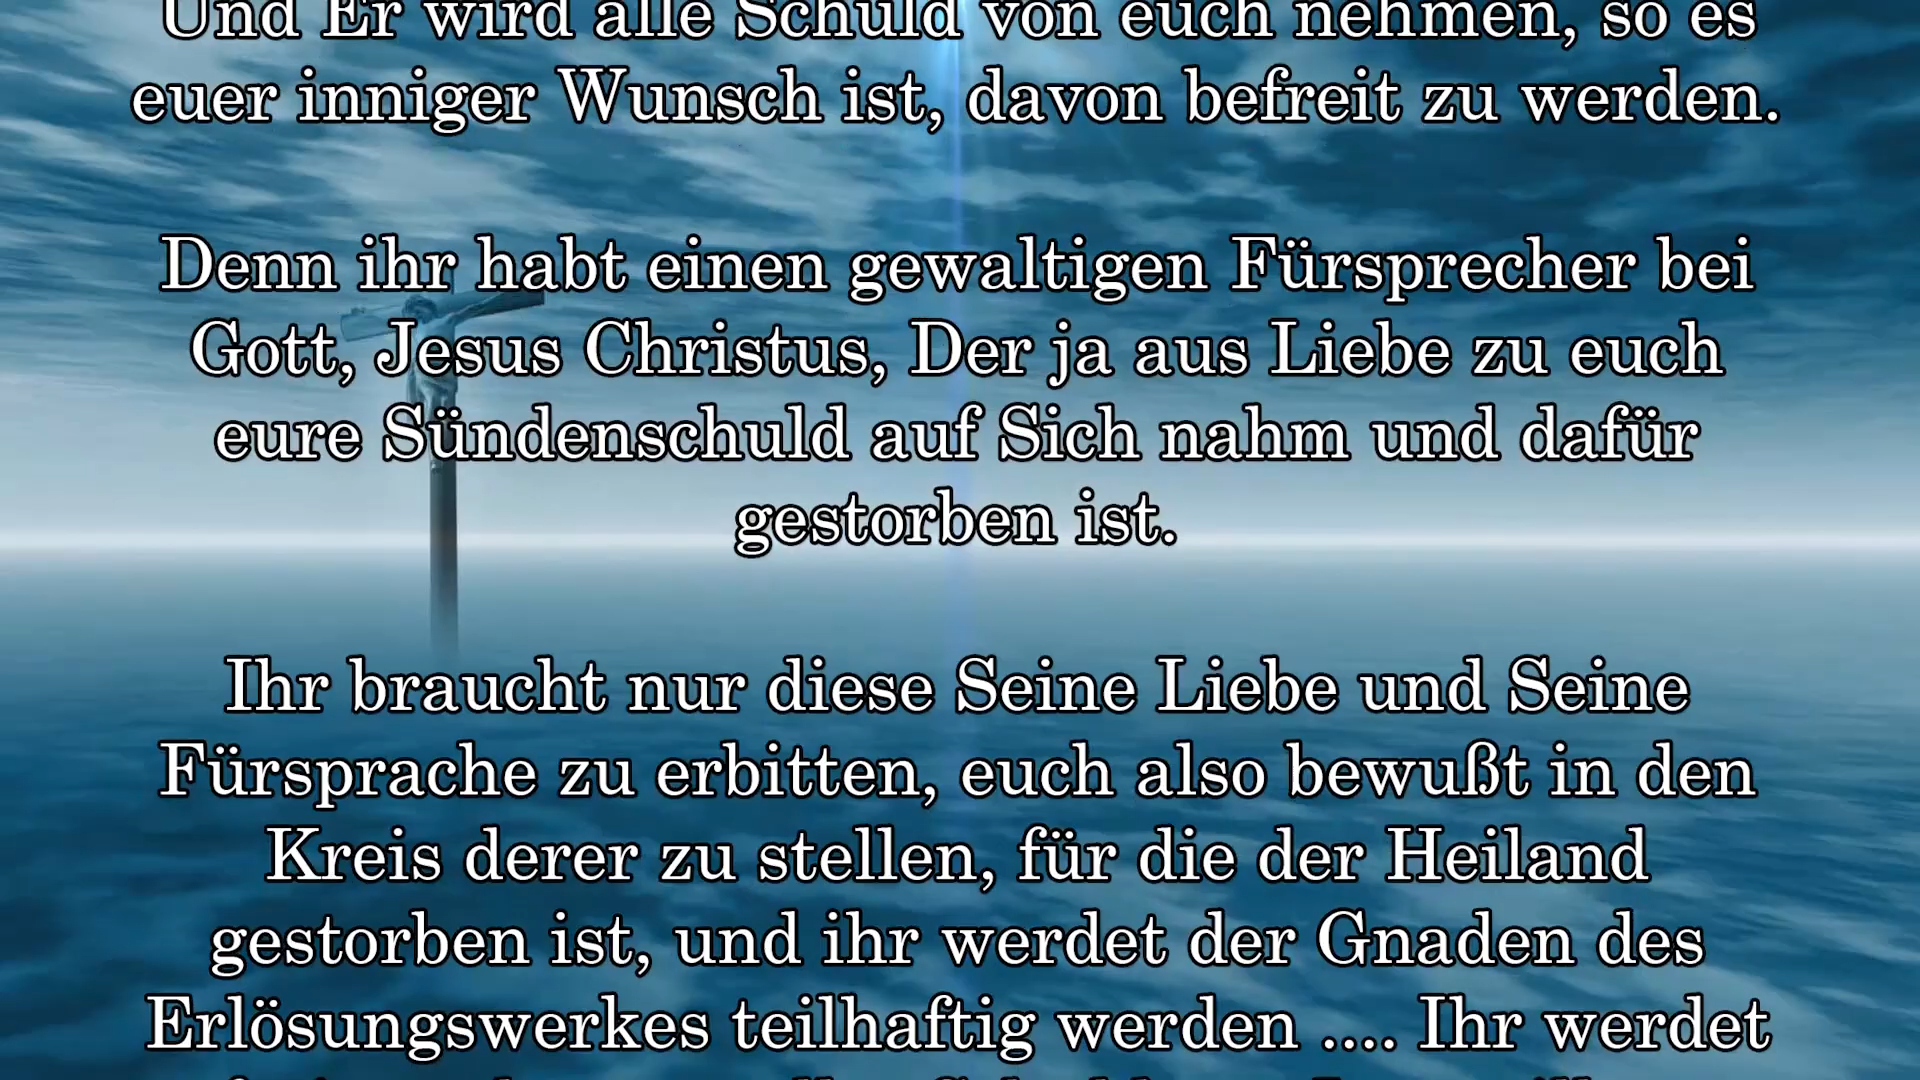 Und Er wird alle Schuld von euch nehmen, so es
euer inniger Wunsch ist, davon befreit zu werden.
Denn ihr habt einen gewaltigen Fürsprecher bei
Gott, Jesus Christus, Der ja aus Liebe zu euch
eure Sündenschuld auf Sich nahm und dafür
gestorben ist.
Ihr braucht nur diese Seine Liebe und Seine
Fürsprache zu erbitten, euch also bewußt in den
Kreis derer zu stellen, für die der Heiland
gestorben ist, und ihr werdet der Gnaden des
Erlösungswerkes teilhaftig werden .... Ihr werdet